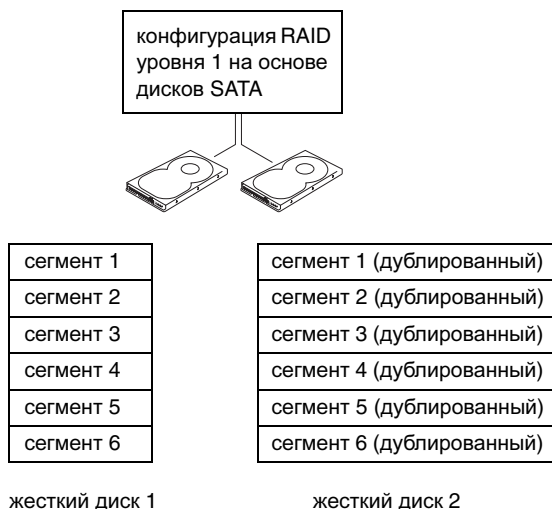 конфигурация RAID
уровня 1 на основе
дисков SATA
сегмент 1
сегмент 2
сегмент 3
сегмент 4
сегмент 5
сегмент 6
жесткий диск 1
сегмент 1 (дублированный)
сегмент 2 (дублированный)
сегмент 3 (дублированный)
сегмент 4 (дублированный)
сегмент 5 (дублированный)
сегмент 6 (дублированный)
жесткий диск 2